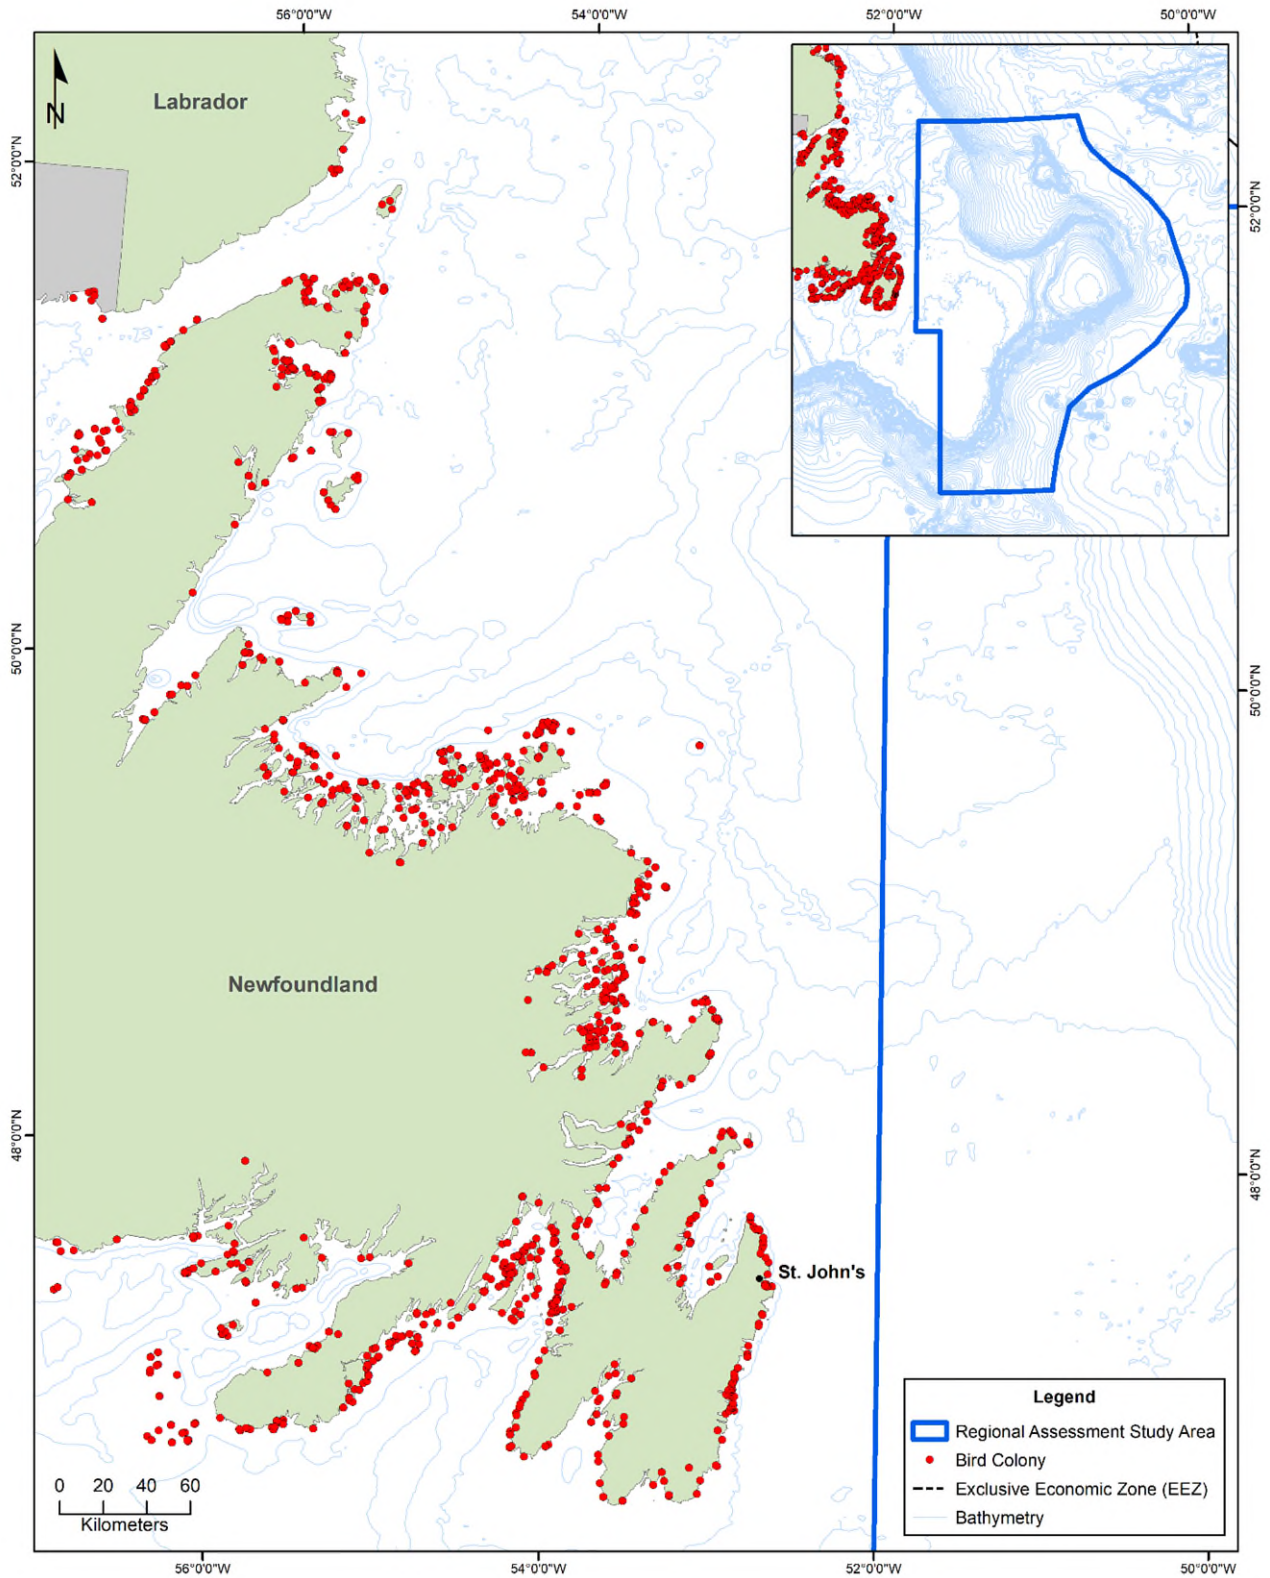 56°0'0"W
54°0'0"W
52°0'0"W
50°0'0"W
N
Labrador
52°0'0"N
52°0'0"N
50°0'0"N
50°0'0"N
Newfoundland
48°0'0"N
48°0'0"N
St. John's
Legend
Regional Assessment Study Area
Bird Colony
Exclusive Economic Zone (EEZ)
Bathymetry
0 20 40 60
Kilometers
56°0'0"W
54°0'0"W
52°0'0"W
50°0'0"W